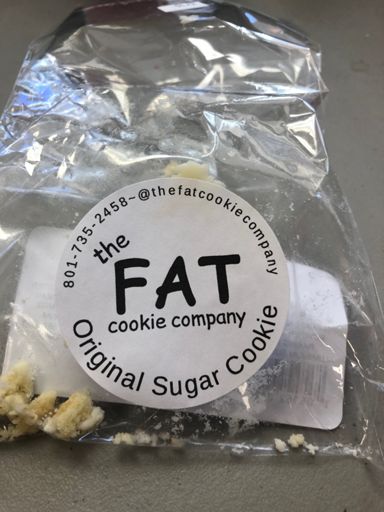 801-735-2458~@thefatcookiecompany
the
FAT
cookie company
Original Sugar Cookie